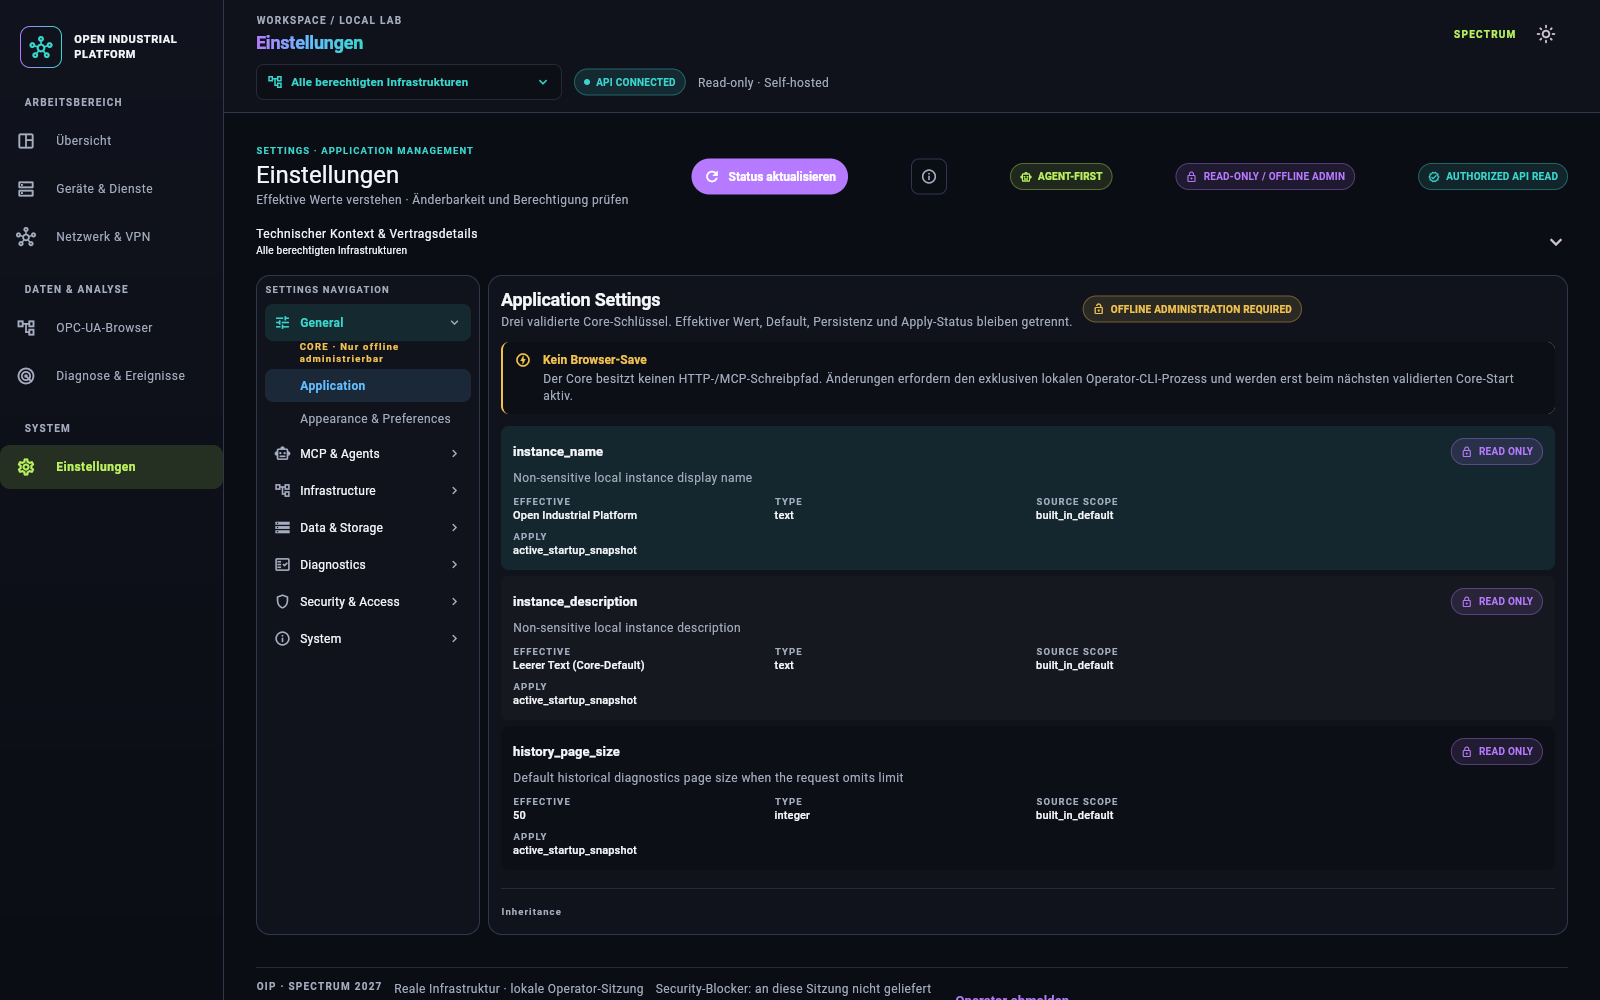 OPEN INDUSTRIAL
PLATFORM
ARBEITSBEREICH
Übersicht
Geräte & Dienste
Netzwerk & VPN
DATEN & ANALYSE
OPC-UA-Browser
Diagnose & Ereignisse
SYSTEM
Einstellungen
WORKSPACE / LOCAL LAB
Einstellungen
SPECTRUM
Alle berechtigten Infrastrukturen
API CONNECTED
Read-only · Self-hosted
SETTINGS · APPLICATION MANAGEMENT
Einstellungen
Effektive Werte verstehen · Änderbarkeit und Berechtigung prüfen
Status aktualisieren
AGENT-FIRST
READ-ONLY / OFFLINE ADMIN
AUTHORIZED API READ
Technischer Kontext & Vertragsdetails
Alle berechtigten Infrastrukturen
SETTINGS NAVIGATION
General
CORE · Nur offline
administrierbar
Application
Appearance & Preferences
MCP & Agents
Infrastructure
Data & Storage
Diagnostics
Security & Access
System
Application Settings
Drei validierte Core-Schlüssel. Effektiver Wert, Default, Persistenz und Apply-Status bleiben getrennt.
OFFLINE ADMINISTRATION REQUIRED
Kein Browser-Save
Der Core besitzt keinen HTTP-/MCP-Schreibpfad. Änderungen erfordern den exklusiven lokalen Operator-CLI-Prozess und werden erst beim nächsten validierten Core-Start
aktiv.
instance_name
READ ONLY
Non-sensitive local instance display name
EFFECTIVE TYPE SOURCE SCOPE
Open Industrial Platform text built_in_default
APPLY
active_startup_snapshot
instance_description
READ ONLY
Non-sensitive local instance description
EFFECTIVE TYPE SOURCE SCOPE
Leerer Text (Core-Default) text built_in_default
APPLY
active_startup_snapshot
history_page_size
READ ONLY
Default historical diagnostics page size when the request omits limit
EFFECTIVE TYPE SOURCE SCOPE
50 integer built_in_default
APPLY
active_startup_snapshot
Inheritance
OIP · SPECTRUM 2027 Reale Infrastruktur · lokale Operator-Sitzung Security-Blocker: an diese Sitzung nicht geliefert
Operator abmelden